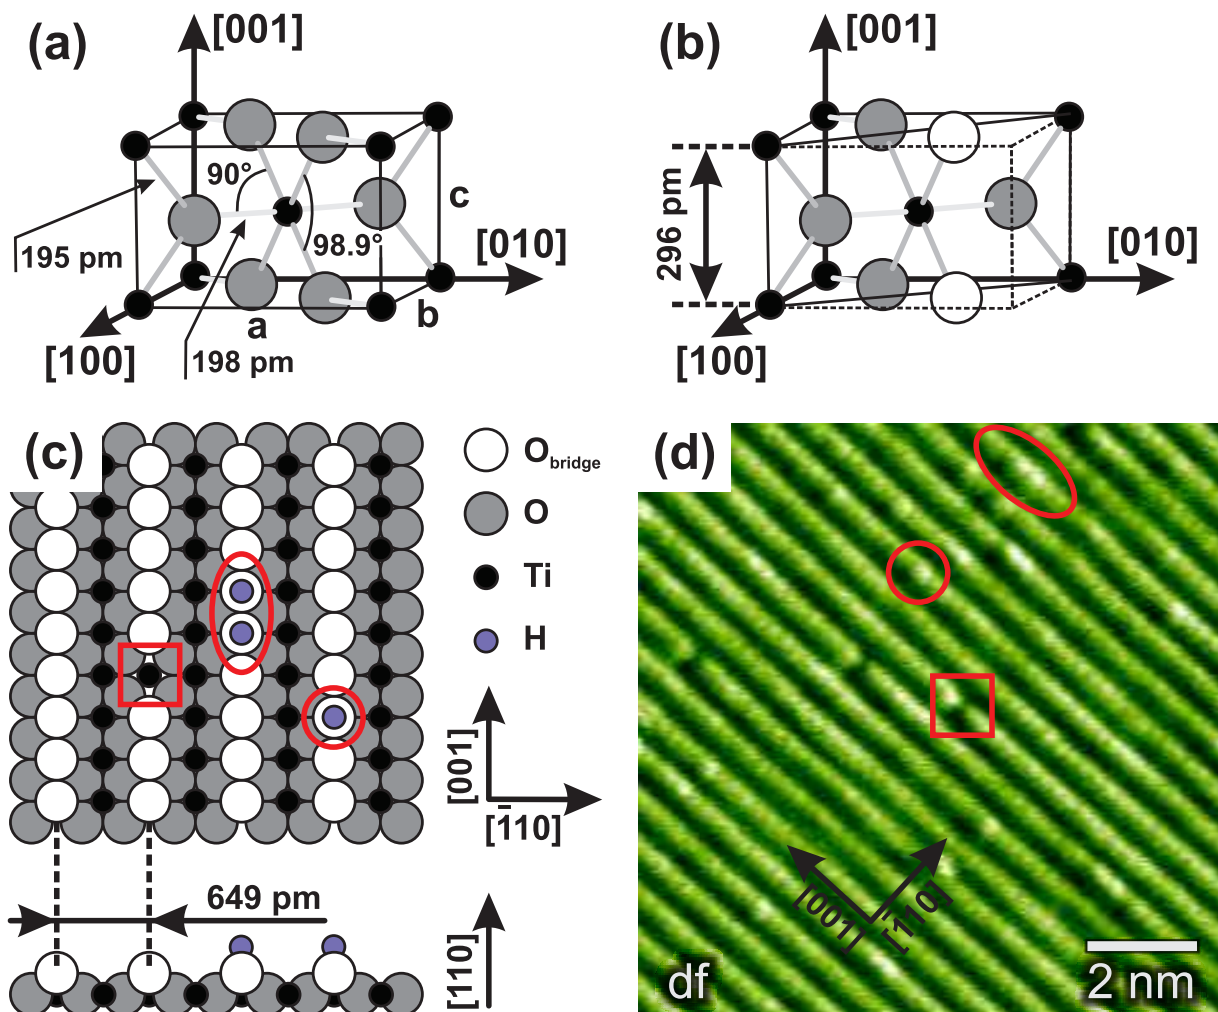 (a)
[001]
90°
c
195 pm
98.9°
[010]
a
b
[100]
198 pm
(b)
[001]
296 pm
[010]
[100]
(c)
Obridge
O
Ti
H
[001]
[1̄10]
649 pm
[110]
(d)
[001]
[1̄10]
df
2 nm